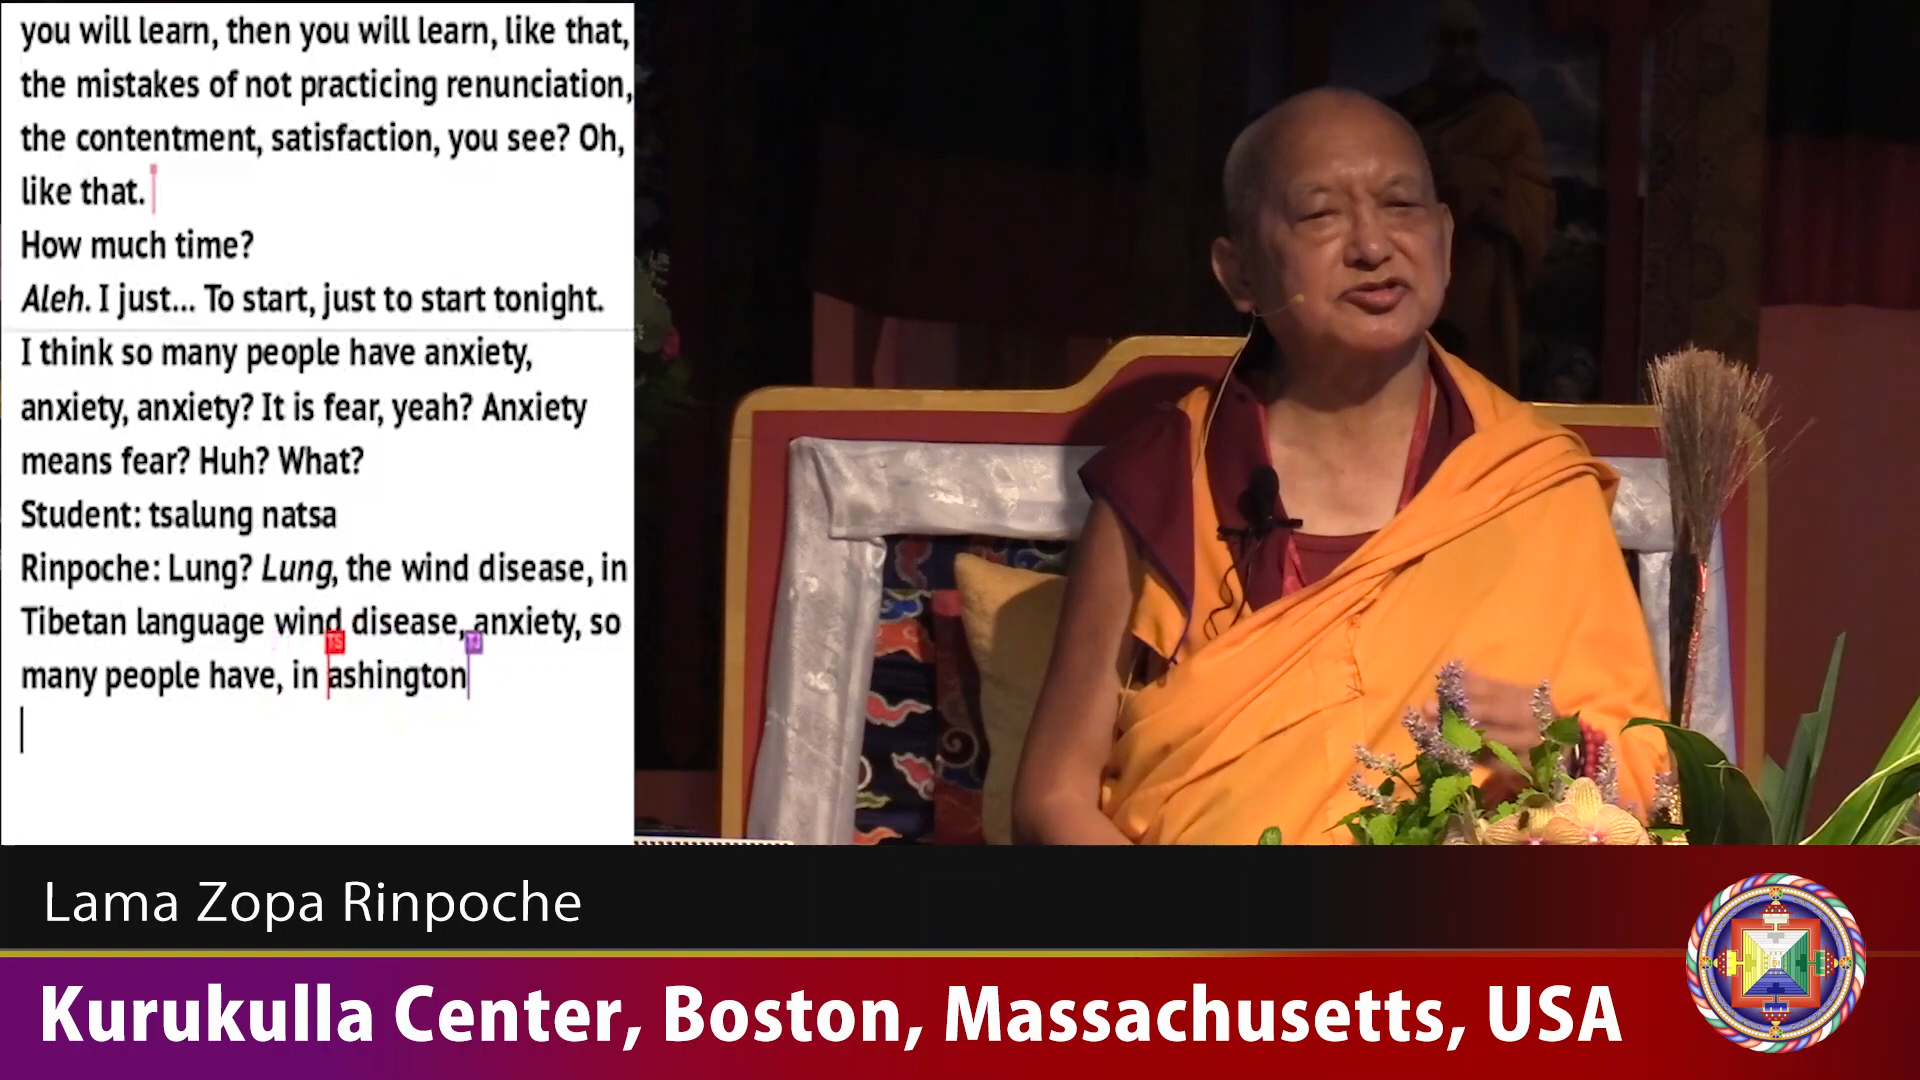 you will learn, then you will learn, like that,
the mistakes of not practicing renunciation,
the contentment, satisfaction, you see? Oh,
like that.
How much time?
Aleh. I just... To start, just to start tonight.
I think so many people have anxiety,
anxiety, anxiety? It is fear, yeah? Anxiety
means fear? Huh? What?
Student: tsalung natsa
Rinpoche: Lung? Lung, the wind disease, in
Tibetan language wind disease, anxiety, so
many people have, in ashington
Lama Zopa Rinpoche
Kurukulla Center, Boston, Massachusetts, USA